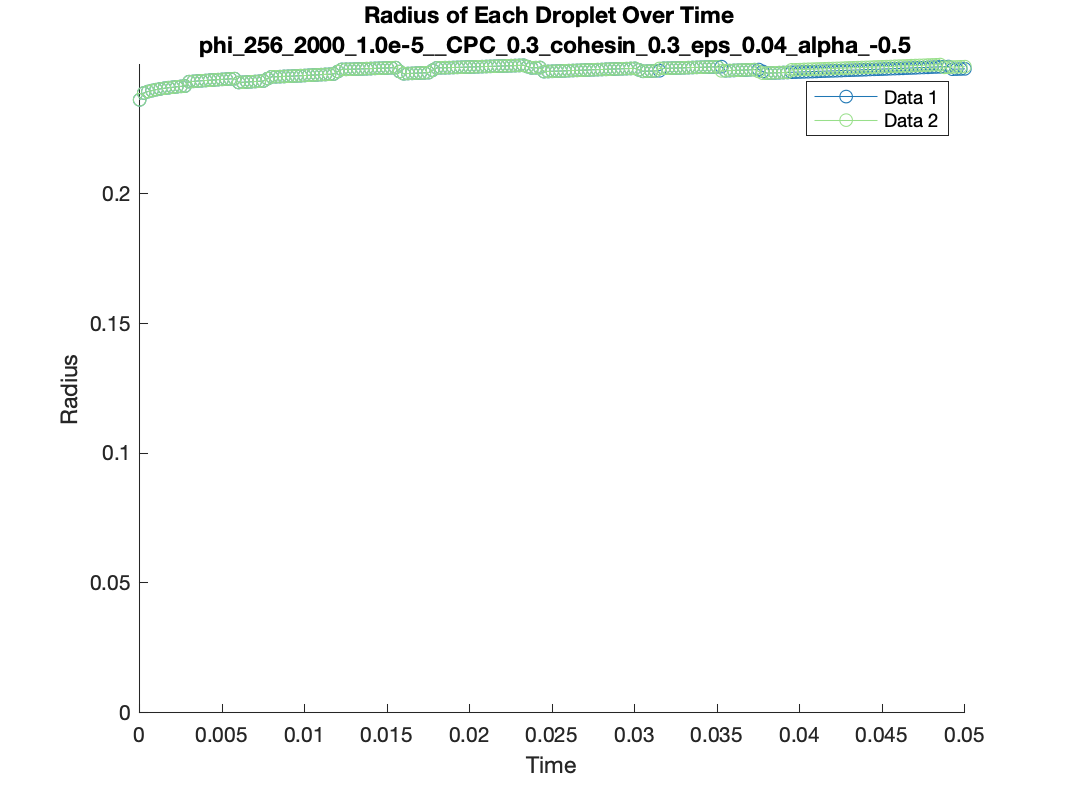 Radius of Each Droplet Over Time
phi_256_2000_1.0e-5__CPC_0.3_cohesin_0.3_eps_0.04_alpha_-0.5
Data 1
Data 2
0.2
0.15
0.1
0.05
0
Radius
0 0.005 0.01 0.015 0.02 0.025 0.03 0.035 0.04 0.045 0.05
Time